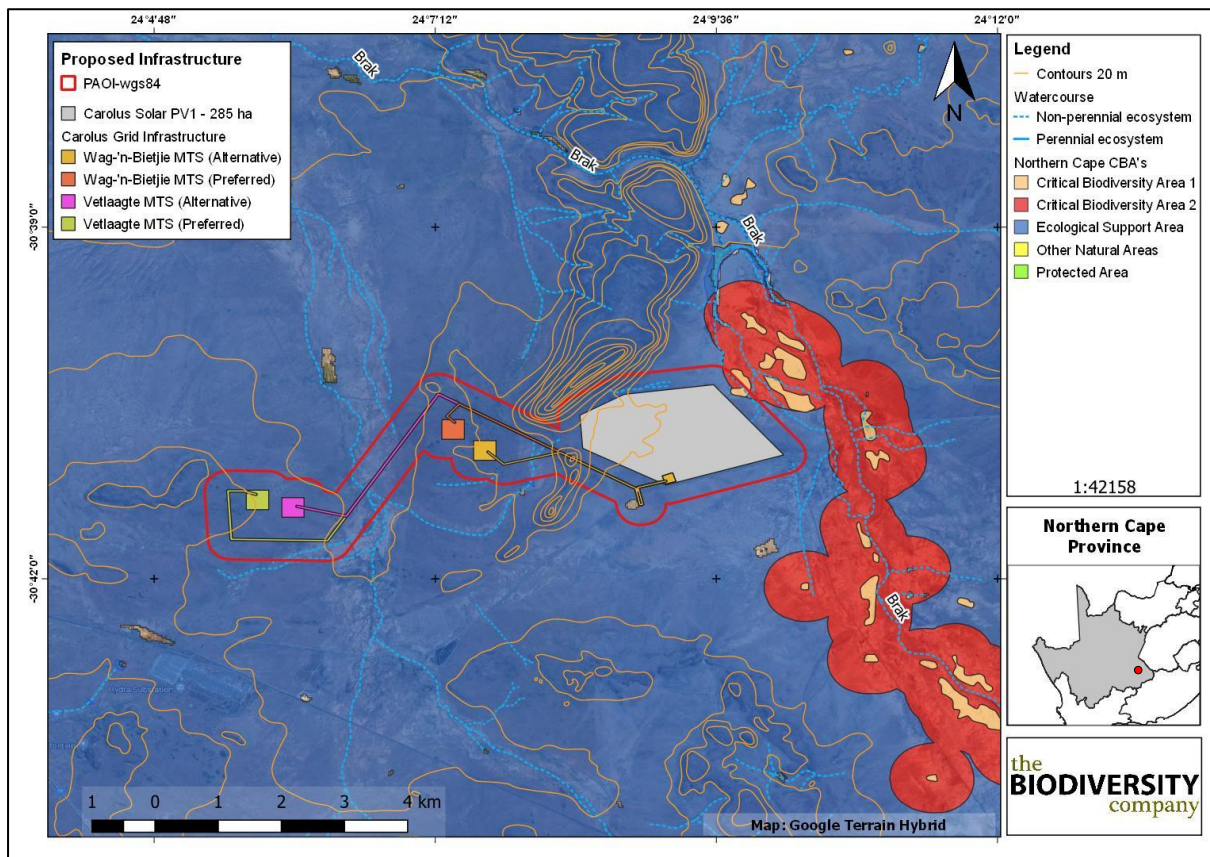 24°4'48"
24°7'12"
24°9'36"
24°12'0"
-30°39'0"
-30°42'0"
Proposed Infrastructure
PAOI-wgs84
Carolus Solar PV1 - 285 ha
Carolus Grid Infrastructure
Wag-'n-Bietjie MTS (Alternative)
Wag-'n-Bietjie MTS (Preferred)
Vetlaagte MTS (Alternative)
Vetlaagte MTS (Preferred)
Brak
Brak
Brak
Brak
N
Hydra Substation
1 0 1 2 3 4 km
Map: Google Terrain Hybrid
Legend
Contours 20 m
Watercourse
Non-perennial ecosystem
Perennial ecosystem
Northern Cape CBA's
Critical Biodiversity Area 1
Critical Biodiversity Area 2
Ecological Support Area
Other Natural Areas
Protected Area
1:42158
Northern Cape
Province
the
BIODIVERSITY
company